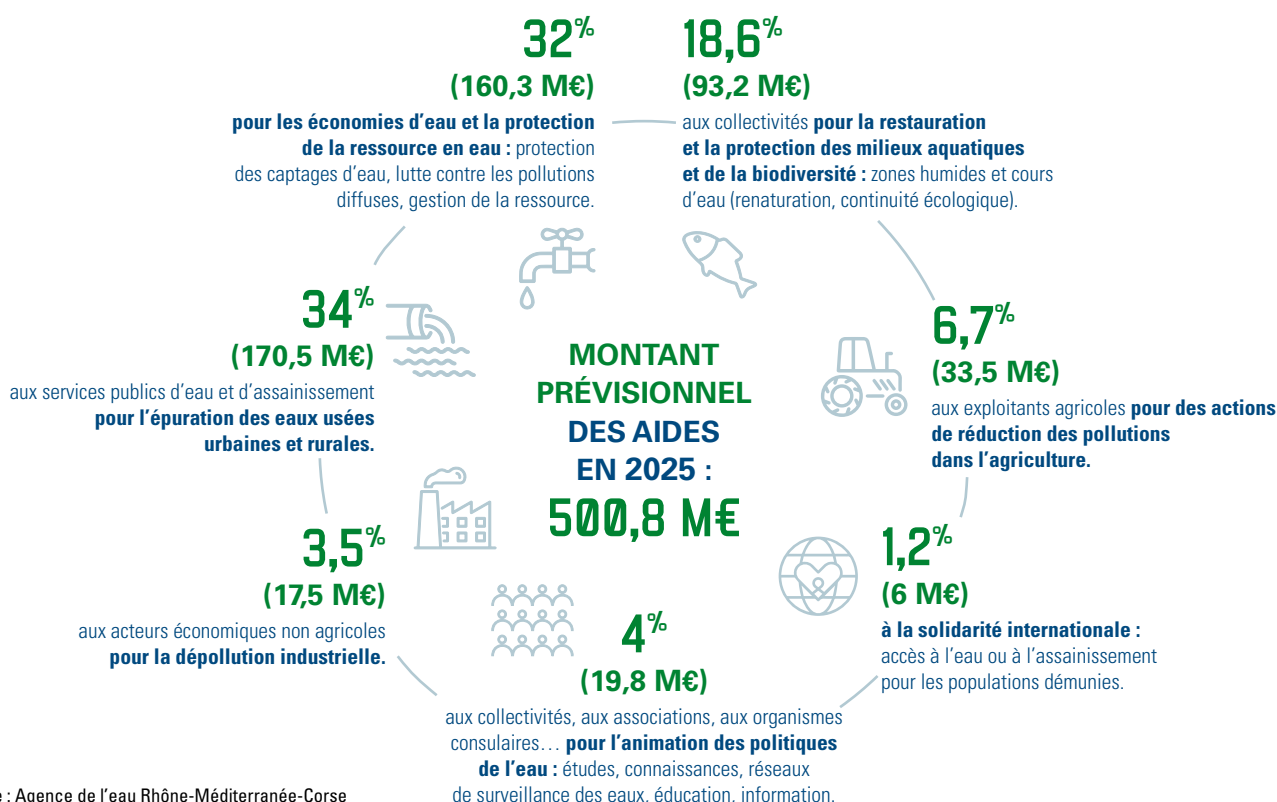 32%
(160,3 M€)
pour les économies d'eau et la protection
de la ressource en eau : protection
des captages d'eau, lutte contre les pollutions
diffuses, gestion de la ressource.
18,6%
(93,2 M€)
aux collectivités pour la restauration
et la protection des milieux aquatiques
et de la biodiversité : zones humides et cours
d'eau (renaturation, continuité écologique).
34%
(170,5 M€)
aux services publics d'eau et d'assainissement
pour l'épuration des eaux usées
urbaines et rurales.
MONTANT
PRÉVISIONNEL
DES AIDES
EN 2025 :
500,8 M€
6,7%
(33,5 M€)
aux exploitants agricoles pour des actions
de réduction des pollutions
dans l'agriculture.
3,5%
(17,5 M€)
aux acteurs économiques non agricoles
pour la dépollution industrielle.
4%
(19,8 M€)
aux collectivités, aux associations, aux organismes
consulaires… pour l'animation des politiques
de l'eau : études, connaissances, réseaux
de surveillance des eaux, éducation, information.
1,2%
(6 M€)
à la solidarité internationale :
accès à l'eau ou à l'assainissement
pour les populations démunies.
: Agence de l'eau Rhône-Méditerranée-Corse